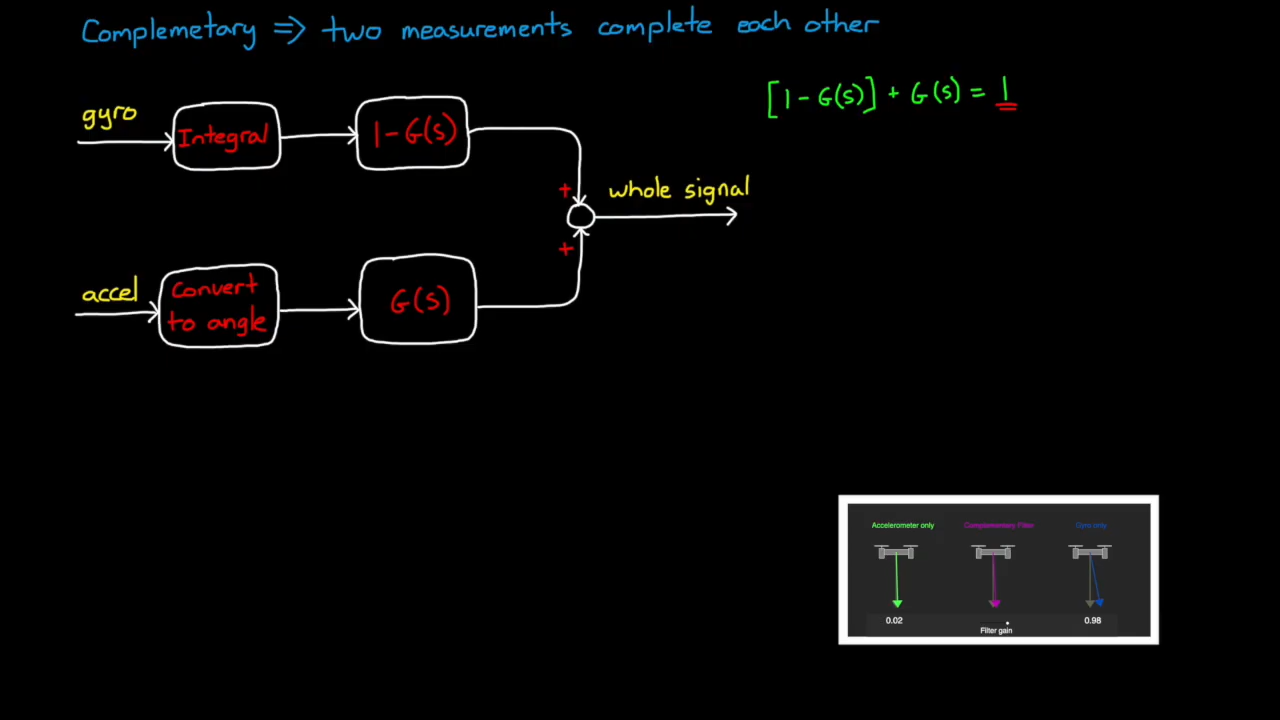 Complemetary => two measurements complete each other
[1 - G(s)] + G(s) = 1
gyro
Integral
1 - G(s)
+
whole signal
+
accel
Convert
to angle
G(s)
Accelerometer only
Complementary Filter
Gyro only
0.02
0.98
Filter gain